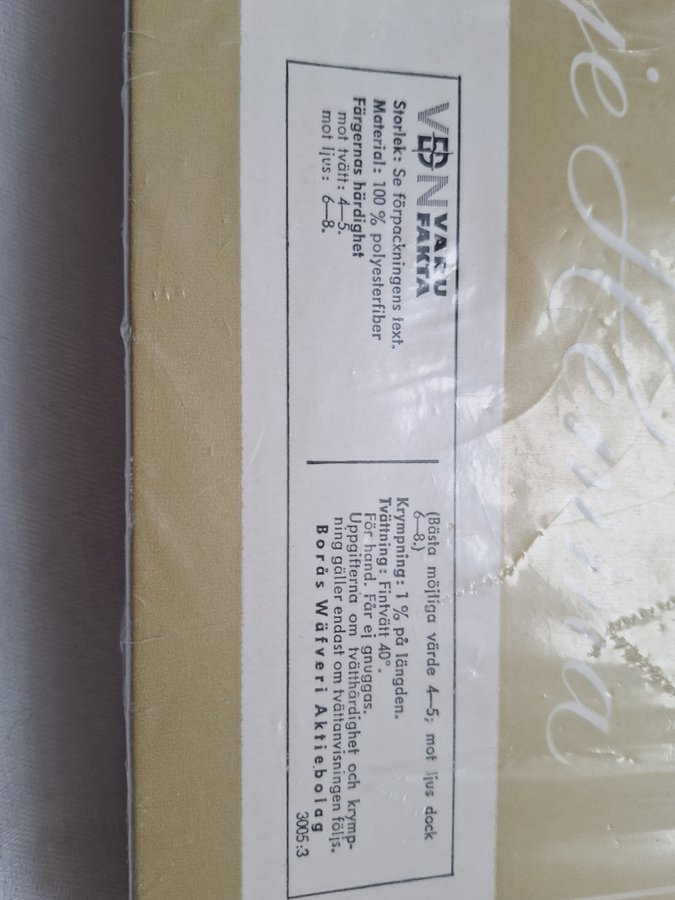 VDN VARU
FAKTA
Storlek: Se förpackningens text.
Material: 100 % polyesterfiber
Färgernas härdighet
mot tvätt: 4—5.
mot ljus: 6—8.
(Bästa möjliga värde 4—5; mot ljus dock
6—8.)
Krympning: 1 % på längden.
Tvättning: Fintvätt 40°.
För hand. Får ej gnuggas.
Uppgifterna om tvätthärdighet och krymp-
ning gäller endast om tvättanvisningen följs.
Borås Wäfveri Aktiebolag
3005:3